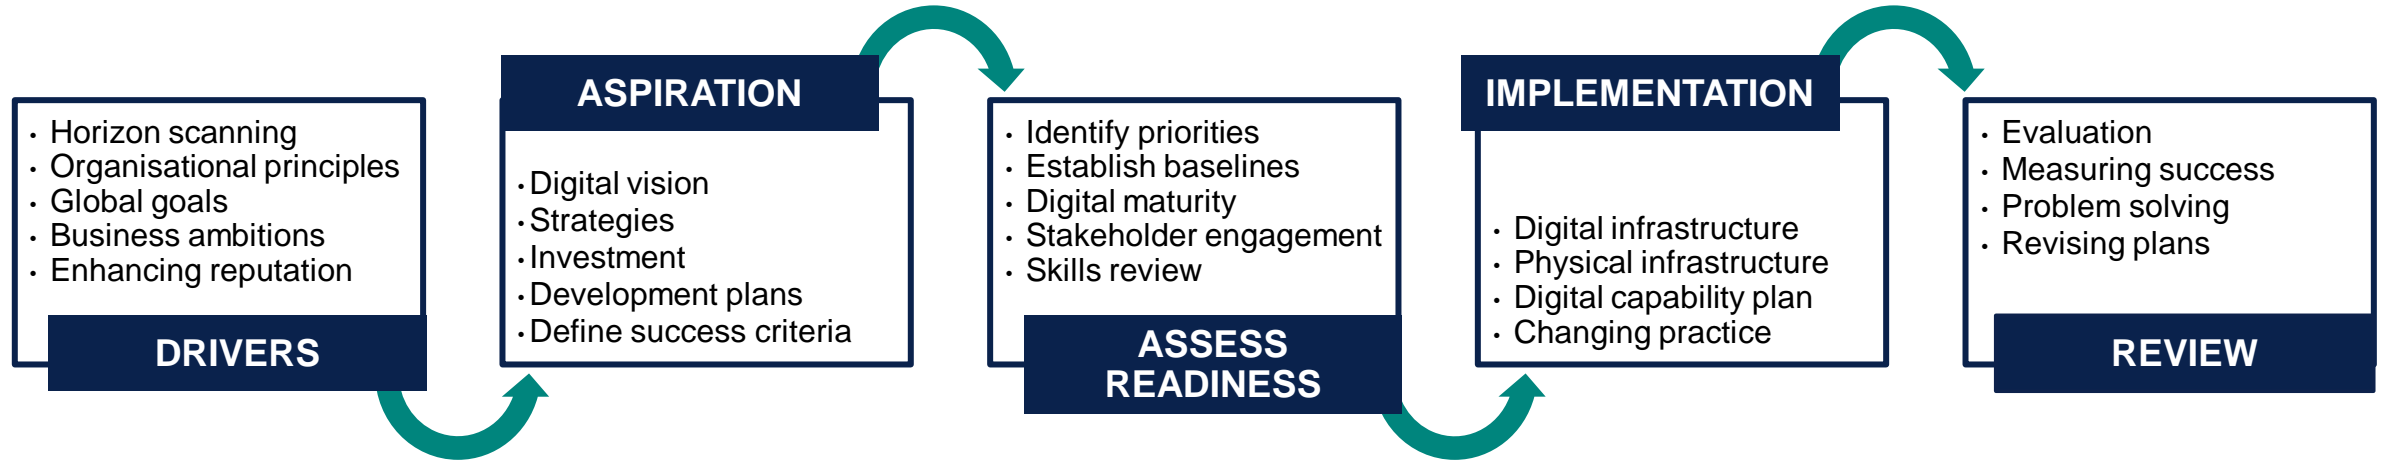 · Horizon scanning
· Organisational principles
· Global goals
· Business ambitions
· Enhancing reputation
DRIVERS
ASPIRATION
· Digital vision
· Strategies
· Investment
· Development plans
· Define success criteria
· Identify priorities
· Establish baselines
· Digital maturity
· Stakeholder engagement
· Skills review
ASSESS
READINESS
IMPLEMENTATION
· Digital infrastructure
· Physical infrastructure
· Digital capability plan
· Changing practice
· Evaluation
· Measuring success
· Problem solving
· Revising plans
REVIEW